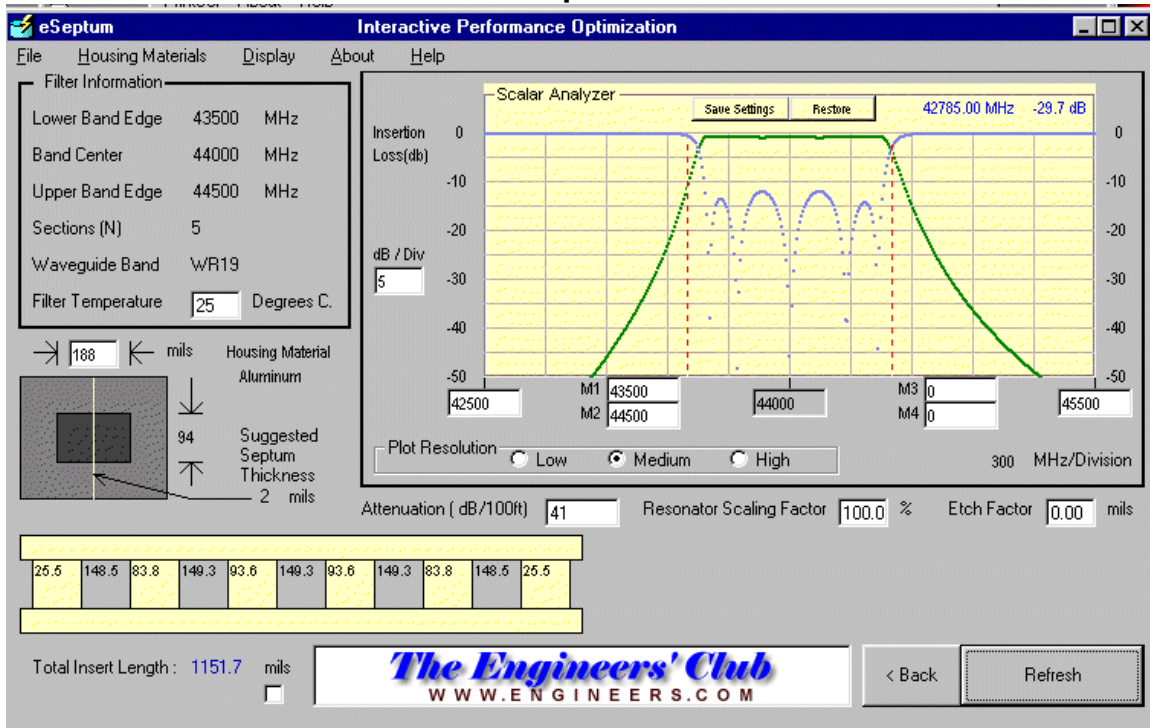 eSeptum Interactive Performance Optimization
File Housing Materials Display About Help
Filter Information
Lower Band Edge 43500 MHz
Band Center 44000 MHz
Upper Band Edge 44500 MHz
Sections (N) 5
Waveguide Band WR19
Filter Temperature 25 Degrees C.
188 mils
Housing Material
Aluminum
94
Suggested
Septum
Thickness
2 mils
Scalar Analyzer
Save Settings Restore 42785.00 MHz -29.7 dB
Insertion
Loss(db)
0 0
-10 -10
-20 -20
dB / Div
5
-30 -30
-40 -40
-50 -50
42500 M1 43500 44000 M3 0 45500
M2 44500 M4 0
Plot Resolution Low Medium High 300 MHz/Division
Attenuation ( dB/100ft) 41 Resonator Scaling Factor 100.0 % Etch Factor 0.00 mils
25.5 148.5 83.8 149.3 93.6 149.3 93.6 149.3 83.8 148.5 25.5
Total Insert Length : 1151.7 mils
The Engineers' Club
WWW.ENGINEERS.COM
< Back Refresh